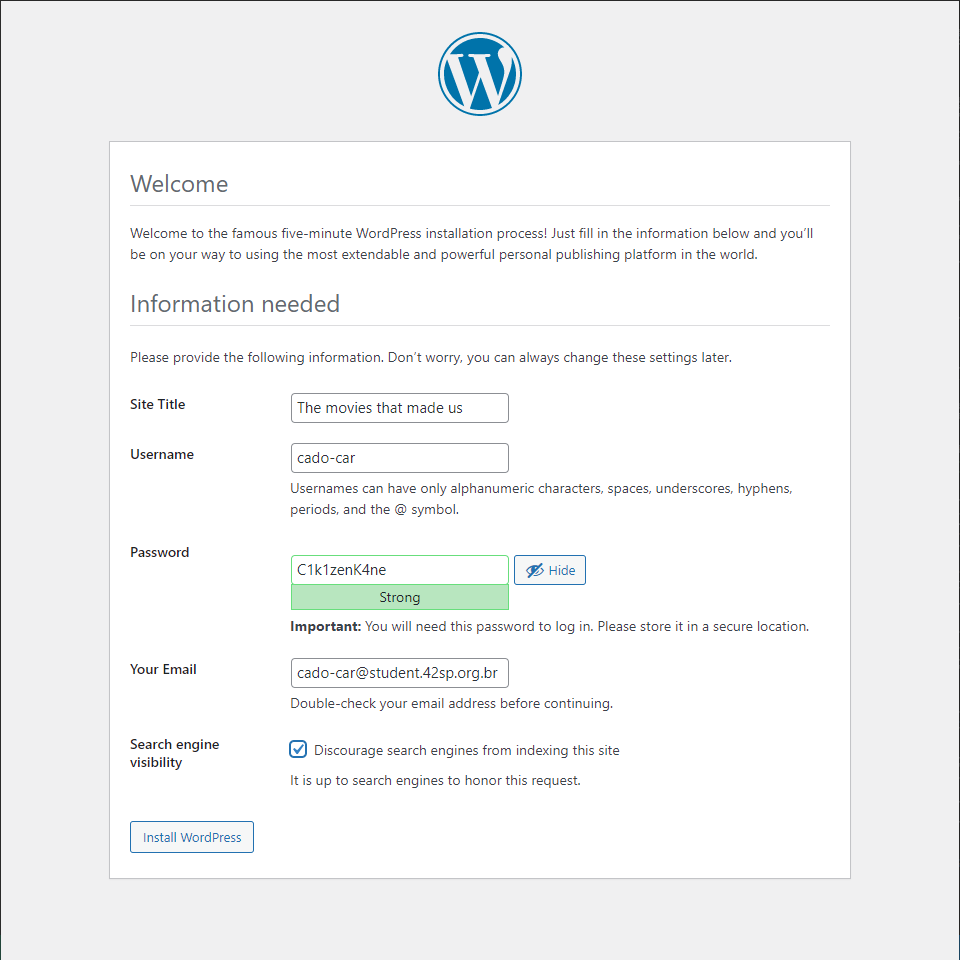 Welcome
Welcome to the famous five-minute WordPress installation process! Just fill in the information below and you’ll
be on your way to using the most extendable and powerful personal publishing platform in the world.
Information needed
Please provide the following information. Don’t worry, you can always change these settings later.
Site Title
The movies that made us
Username
cado-car
Usernames can have only alphanumeric characters, spaces, underscores, hyphens,
periods, and the @ symbol.
Password
C1k1zenK4ne
Hide
Strong
Important: You will need this password to log in. Please store it in a secure location.
Your Email
cado-car@student.42sp.org.br
Double-check your email address before continuing.
Search engine
visibility
Discourage search engines from indexing this site
It is up to search engines to honor this request.
Install WordPress